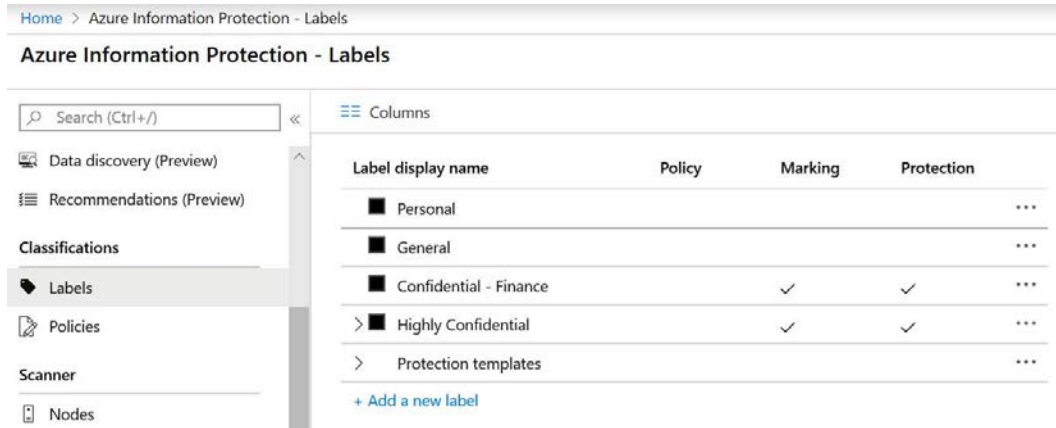 Home > Azure Information Protection - Labels
Azure Information Protection - Labels
Search (Ctrl+/)
«
Data discovery (Preview)
Recommendations (Preview)
Classifications
Labels
Policies
Scanner
Nodes
Columns
Label display name Policy Marking Protection
Personal
General
Confidential - Finance
Highly Confidential
Protection templates
+ Add a new label